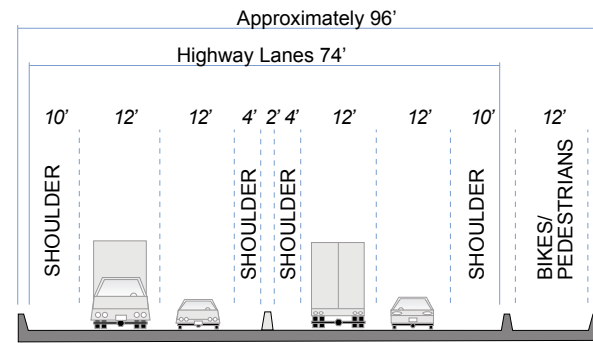 Approximately 96’
Highway Lanes 74’
10’ 12’ 12’ 4’ 2’ 4’ 12’ 12’ 10’ 12’
SHOULDER
SHOULDER
SHOULDER
SHOULDER
BIKES/
PEDESTRIANS